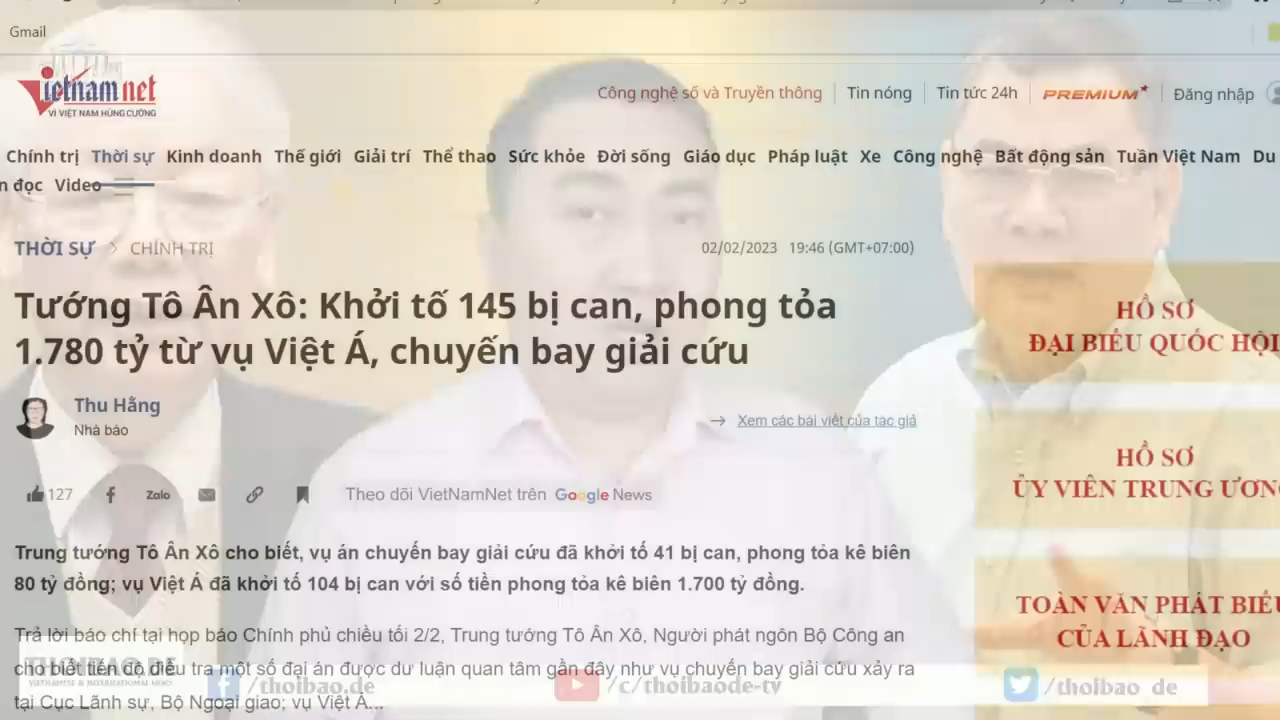 Gmail
Vietnamnet
VÌ VIỆT NAM HÙNG CƯỜNG
Công nghệ số và Truyền thông
Tin nóng
Tin tức 24h
PREMIUM
Đăng nhập
Chính trị Thời sự Kinh doanh Thế giới Giải trí Thể thao Sức khỏe Đời sống Giáo dục Pháp luật Xe Công nghệ Bất động sản Tuần Việt Nam Du
n đọc Video
THỜI SỰ > CHÍNH TRỊ
02/02/2023 19:46 (GMT+07:00)
Tướng Tô Ân Xô: Khởi tố 145 bị can, phong tỏa
1.780 tỷ từ vụ Việt Á, chuyến bay giải cứu
Thu Hằng
Nhà báo
→ Xem các bài viết của tác giả
127
Zalo
Theo dõi VietNamNet trên Google News
Trung tướng Tô Ân Xô cho biết, vụ án chuyến bay giải cứu đã khởi tố 41 bị can, phong tỏa kê biên
80 tỷ đồng; vụ Việt Á đã khởi tố 104 bị can với số tiền phong tỏa kê biên 1.700 tỷ đồng.
Trả lời báo chí tại họp báo Chính phủ chiều tối 2/2, Trung tướng Tô Ân Xô, Người phát ngôn Bộ Công an
cho biết tiến độ điều tra một số đại án được dư luận quan tâm gần đây như vụ chuyến bay giải cứu xảy ra
tại Cục Lãnh sự, Bộ Ngoại giao; vụ Việt Á...
HỒ SƠ
ĐẠI BIỂU QUỐC HỘI
HỒ SƠ
ỦY VIÊN TRUNG ƯƠNG
TOÀN VĂN PHÁT BIỂU
CỦA LÃNH ĐẠO
THOIBAO.DE
VIETNAMESE & INTERNATIONAL NEWS
/thoibao.de
/c/thoibaode-tv
/thoibao_de